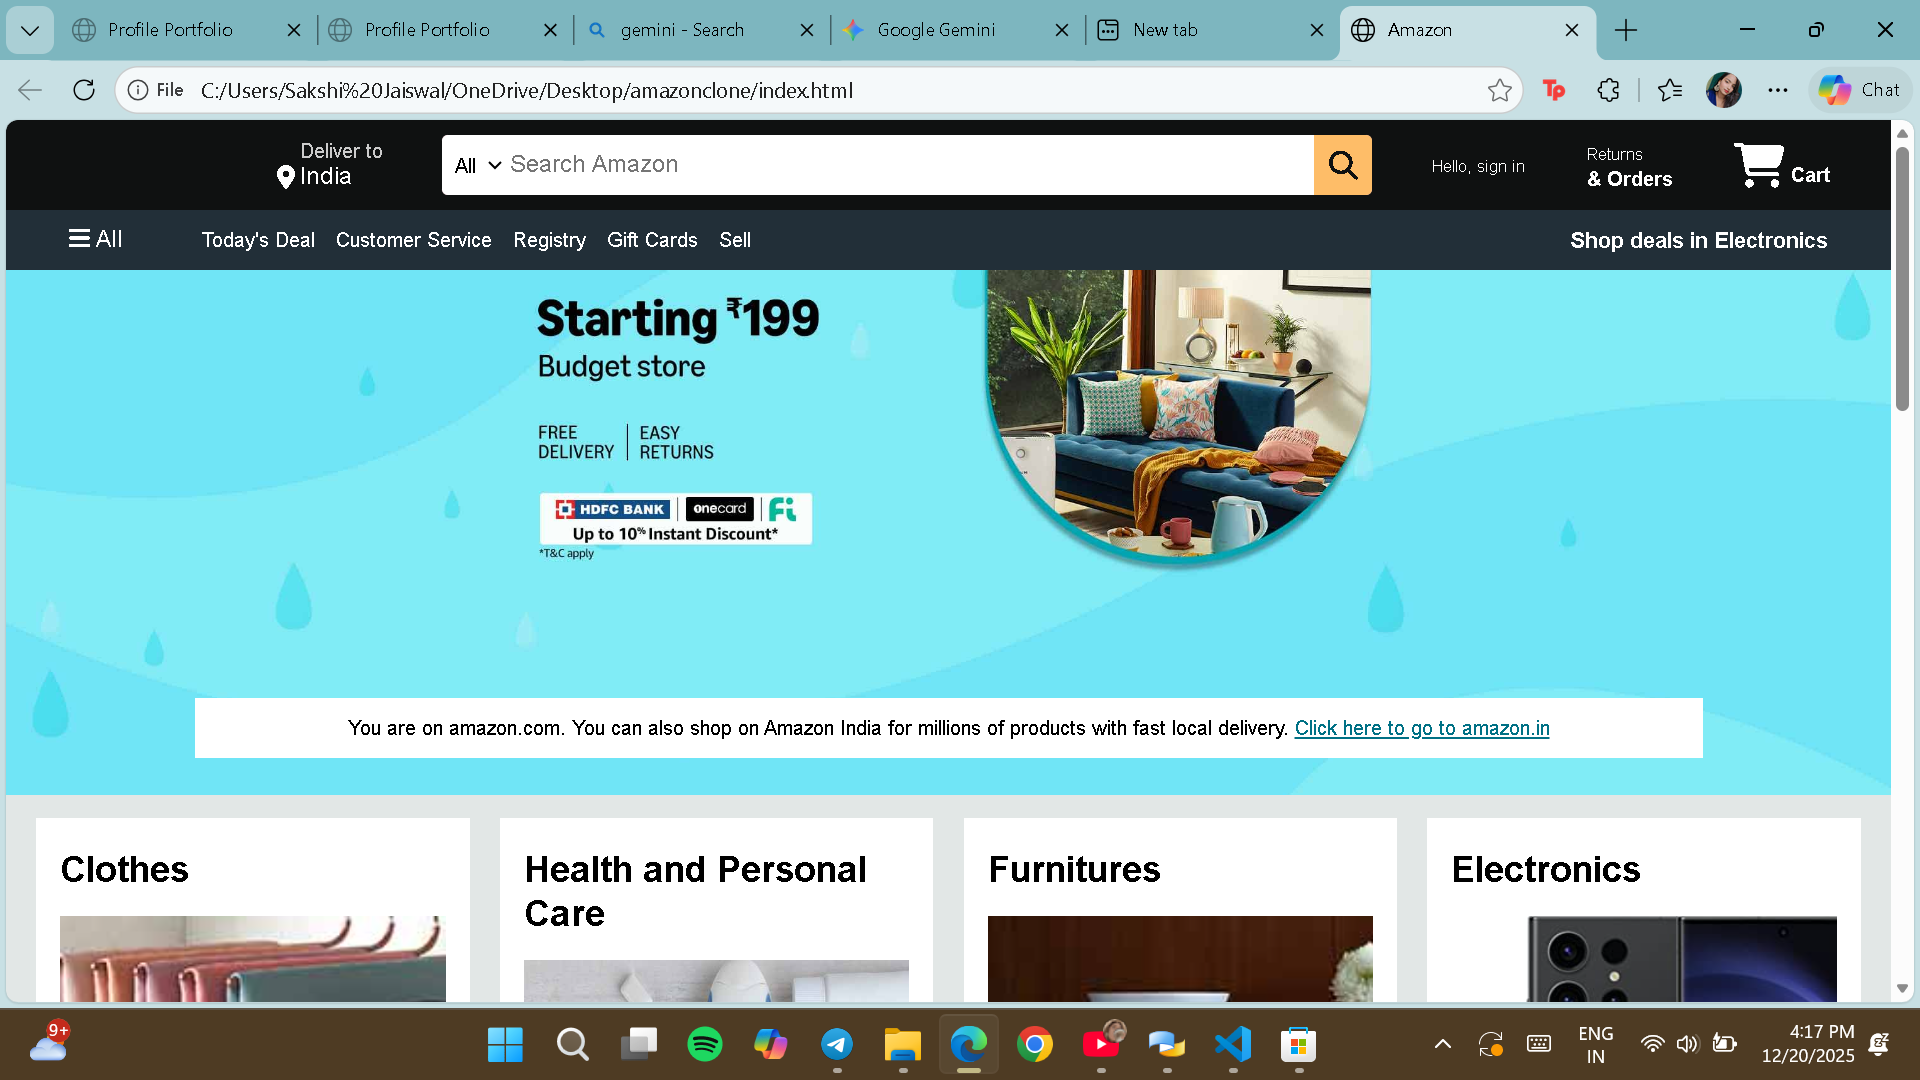 Profile Portfolio
Profile Portfolio
gemini - Search
Google Gemini
New tab
Amazon
File C:/Users/Sakshi%20Jaiswal/OneDrive/Desktop/amazonclone/index.html
Tp
Chat
Deliver to
India
All Search Amazon
Hello, sign in
Returns
& Orders
Cart
All
Today's Deal
Customer Service
Registry
Gift Cards
Sell
Shop deals in Electronics
Starting ₹199
Budget store
FREE
DELIVERY
EASY
RETURNS
HDFC BANK onecard Fi
Up to 10% Instant Discount*
*T&C apply
You are on amazon.com. You can also shop on Amazon India for millions of products with fast local delivery. Click here to go to amazon.in
Clothes
Health and Personal
Care
Furnitures
Electronics
9+
ENG
IN
4:17 PM
12/20/2025